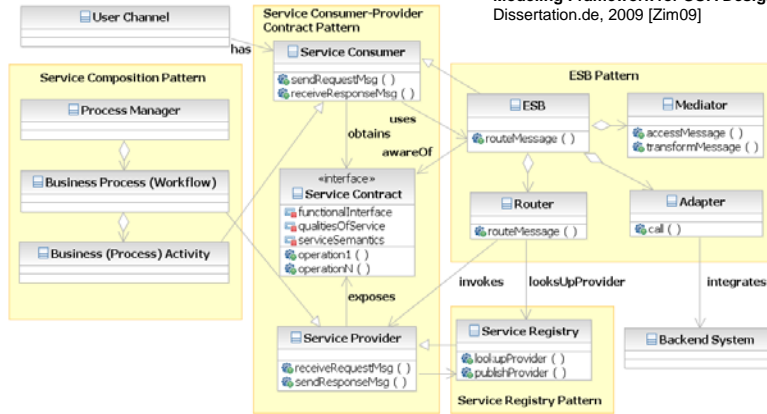 Modeling Framework for SOA Desig
Dissertation.de, 2009 [Zim09]
User Channel
has
Service Consumer-Provider
Contract Pattern
Service Consumer
sendRequestMsg ( )
receiveResponseMsg ( )
Service Composition Pattern
Process Manager
Business Process (Workflow)
Business (Process) Activity
uses
obtains
awareOf
«interface»
Service Contract
functionalInterface
qualitiesOfService
serviceSemantics
operation1 ( )
operationN ( )
exposes
Service Provider
receiveRequestMsg ( )
sendResponseMsg ( )
ESB Pattern
ESB
routeMessage ( )
Mediator
accessMessage ( )
transformMessage ( )
Router
routeMessage ( )
Adapter
call ( )
invokes
looksUpProvider
integrates
Service Registry
lookupProvider ( )
publishProvider ( )
Service Registry Pattern
Backend System